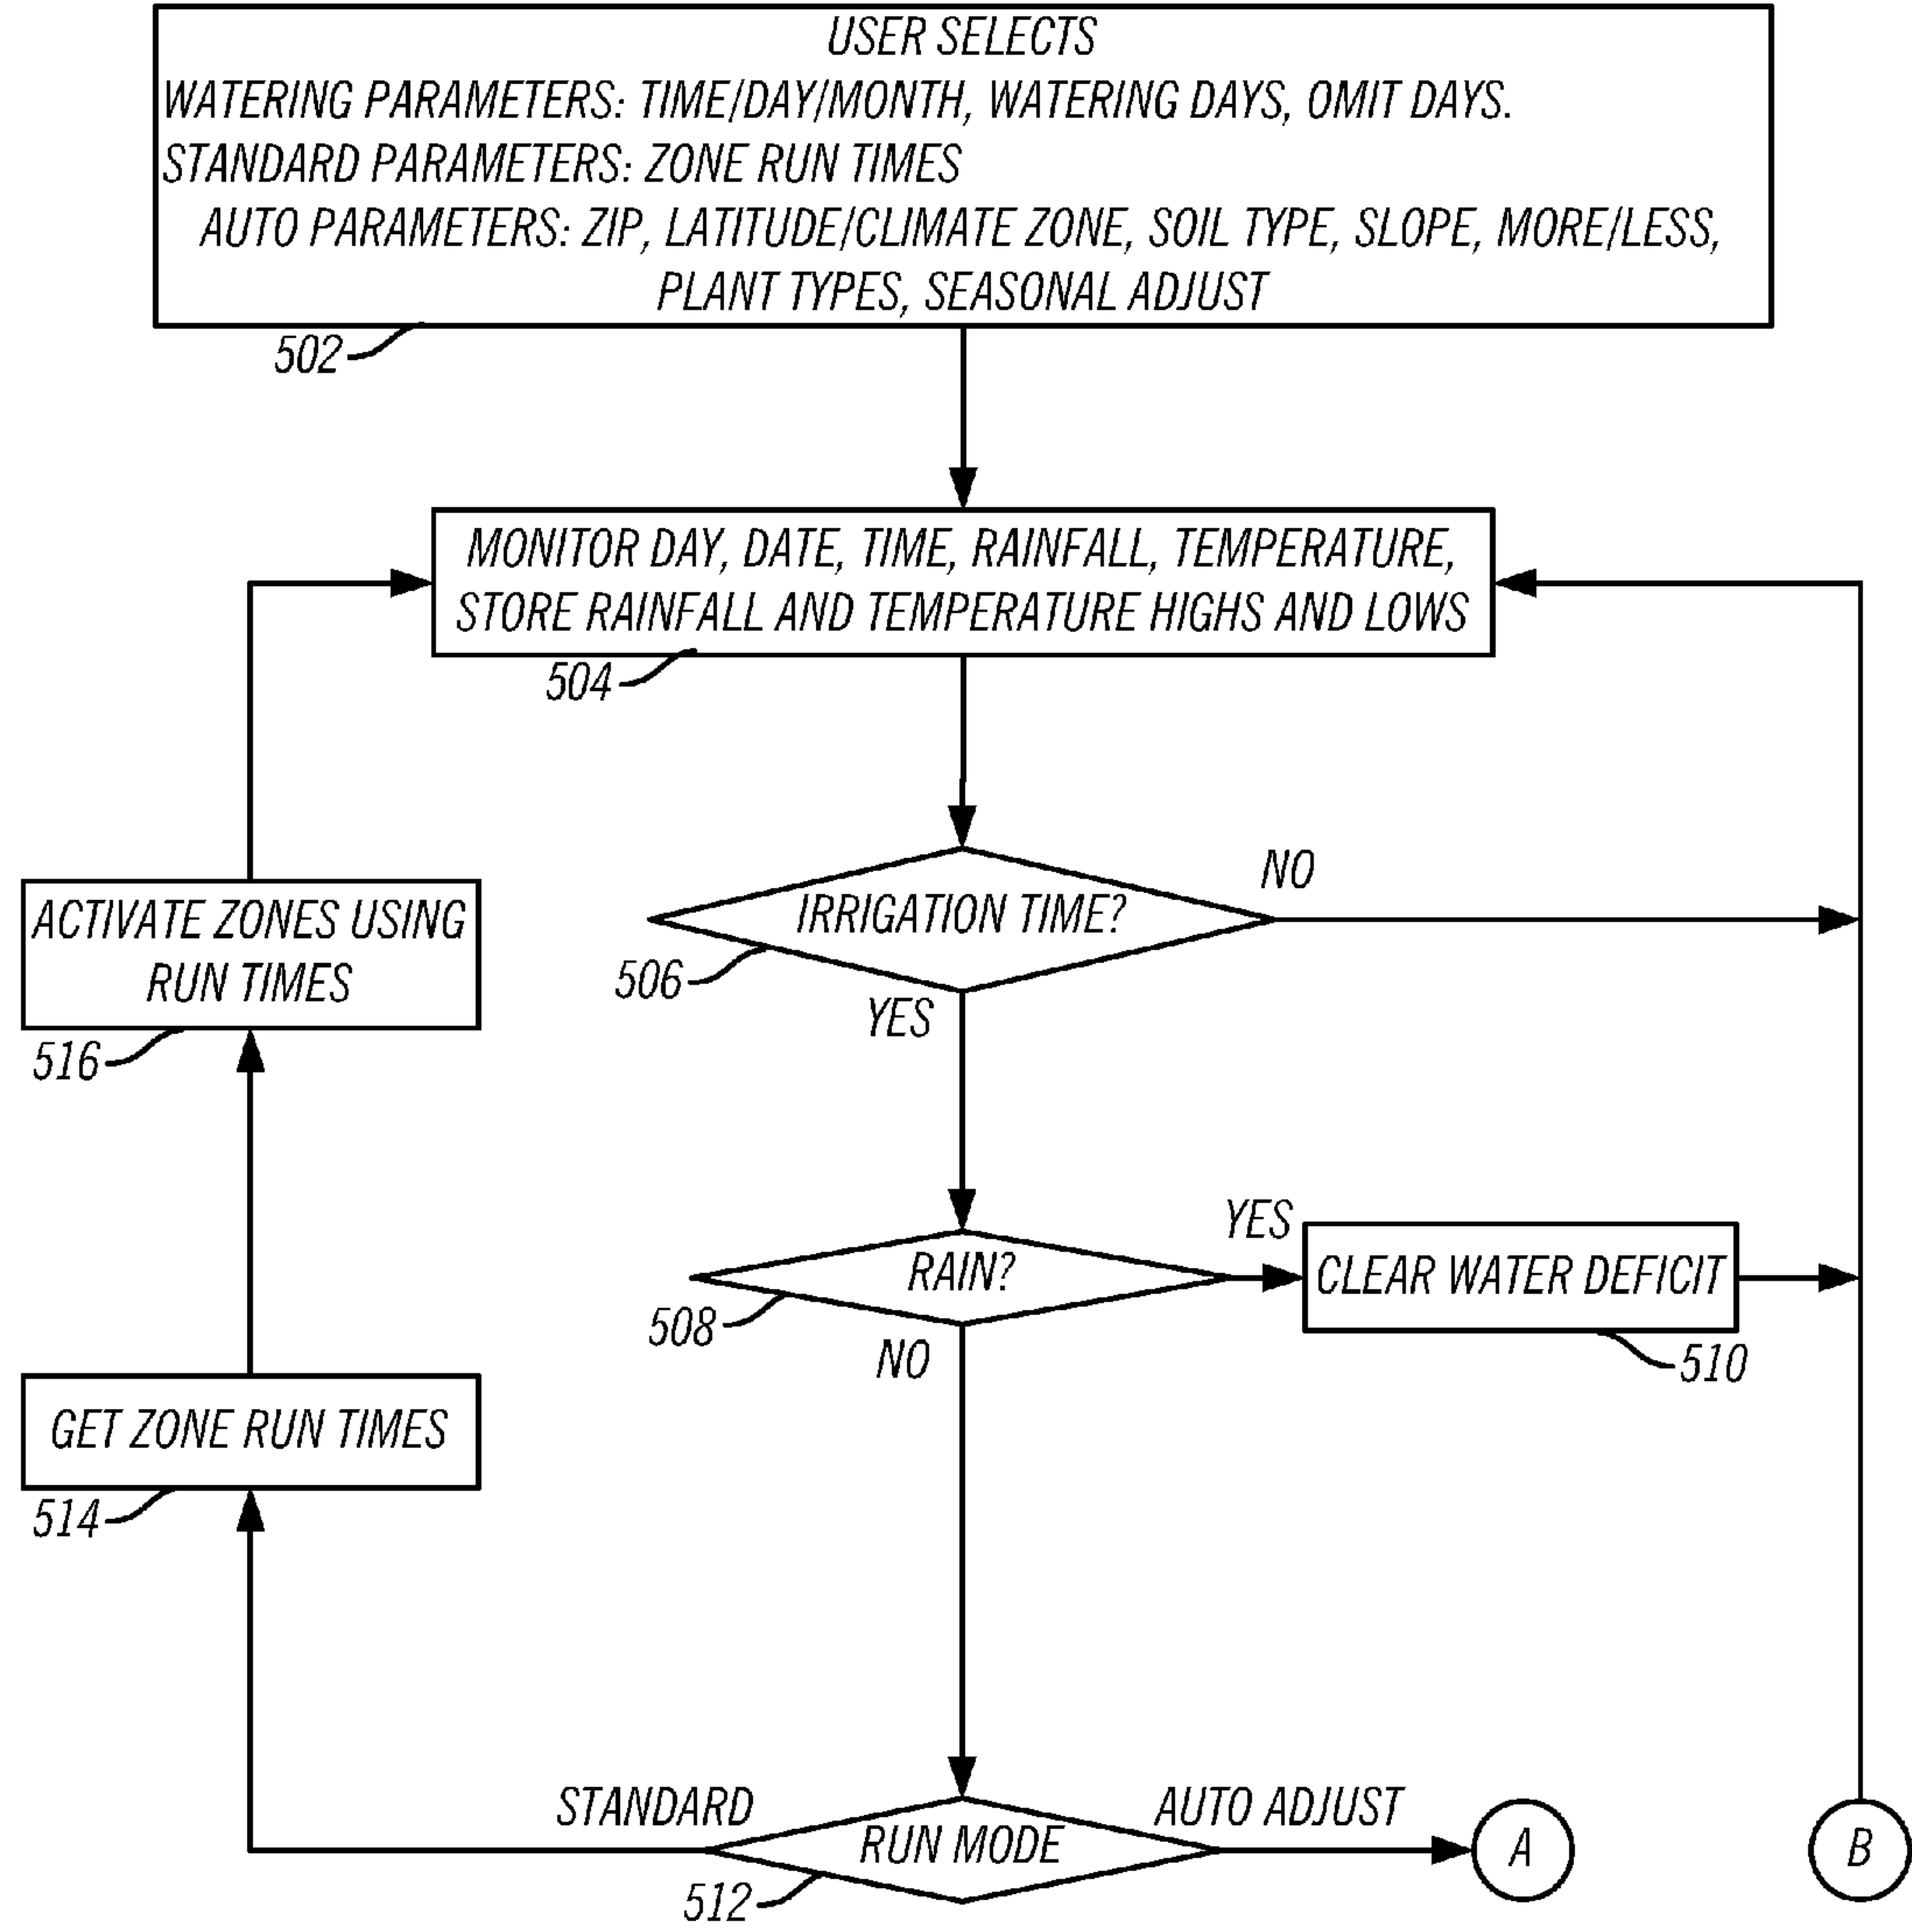 USER SELECTS
WATERING PARAMETERS: TIME/DAY/MONTH, WATERING DAYS, OMIT DAYS.
STANDARD PARAMETERS: ZONE RUN TIMES
AUTO PARAMETERS: ZIP, LATITUDE/CLIMATE ZONE, SOIL TYPE, SLOPE, MORE/LESS,
PLANT TYPES, SEASONAL ADJUST
502
MONITOR DAY, DATE, TIME, RAINFALL, TEMPERATURE,
STORE RAINFALL AND TEMPERATURE HIGHS AND LOWS
504
IRRIGATION TIME?
NO
506
YES
ACTIVATE ZONES USING
RUN TIMES
516
RAIN?
YES
CLEAR WATER DEFICIT
508
NO
510
GET ZONE RUN TIMES
514
STANDARD
RUN MODE
AUTO ADJUST
512
A
B